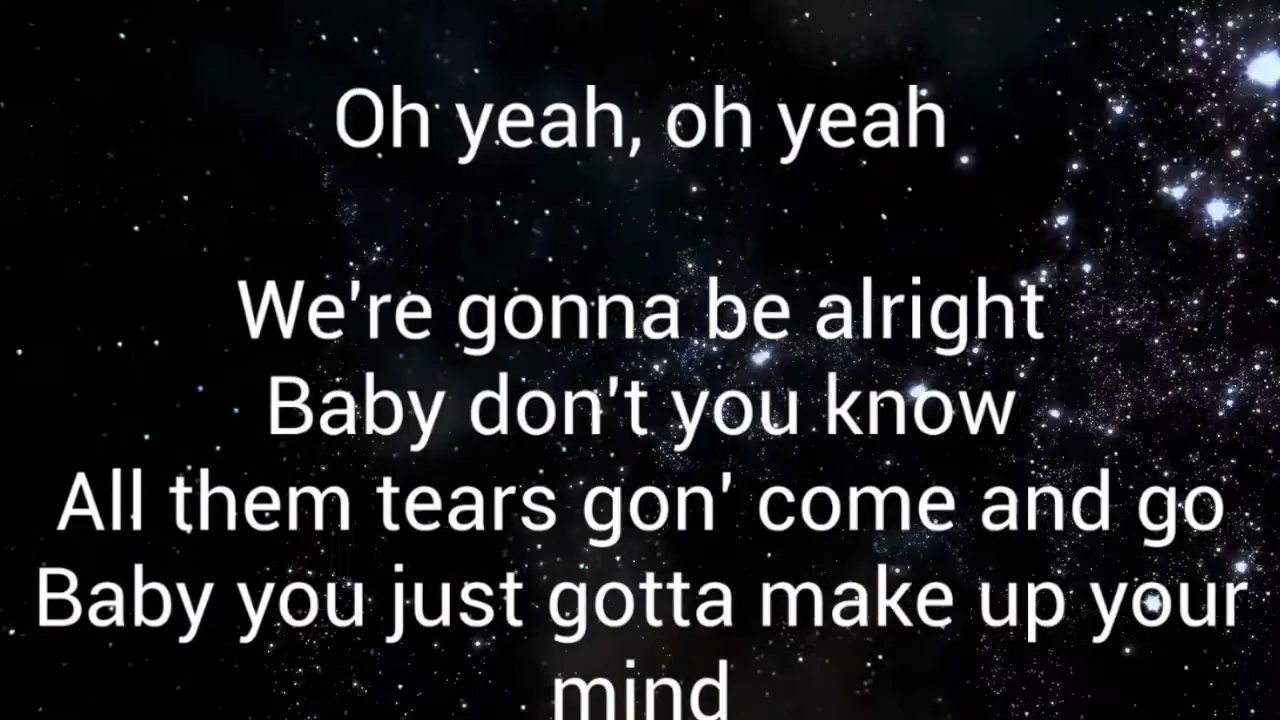 Oh yeah, oh yeah
We're gonna be alright
Baby don't you know
All them tears gon' come and go
Baby you just gotta make up your
mind